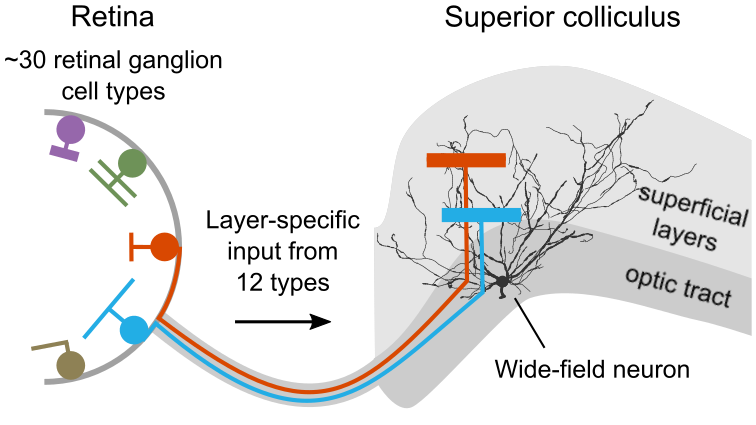 Retina
~30 retinal ganglion
cell types
Superior colliculus
Layer-specific
input from
12 types
superficial
layers
optic tract
Wide-field neuron